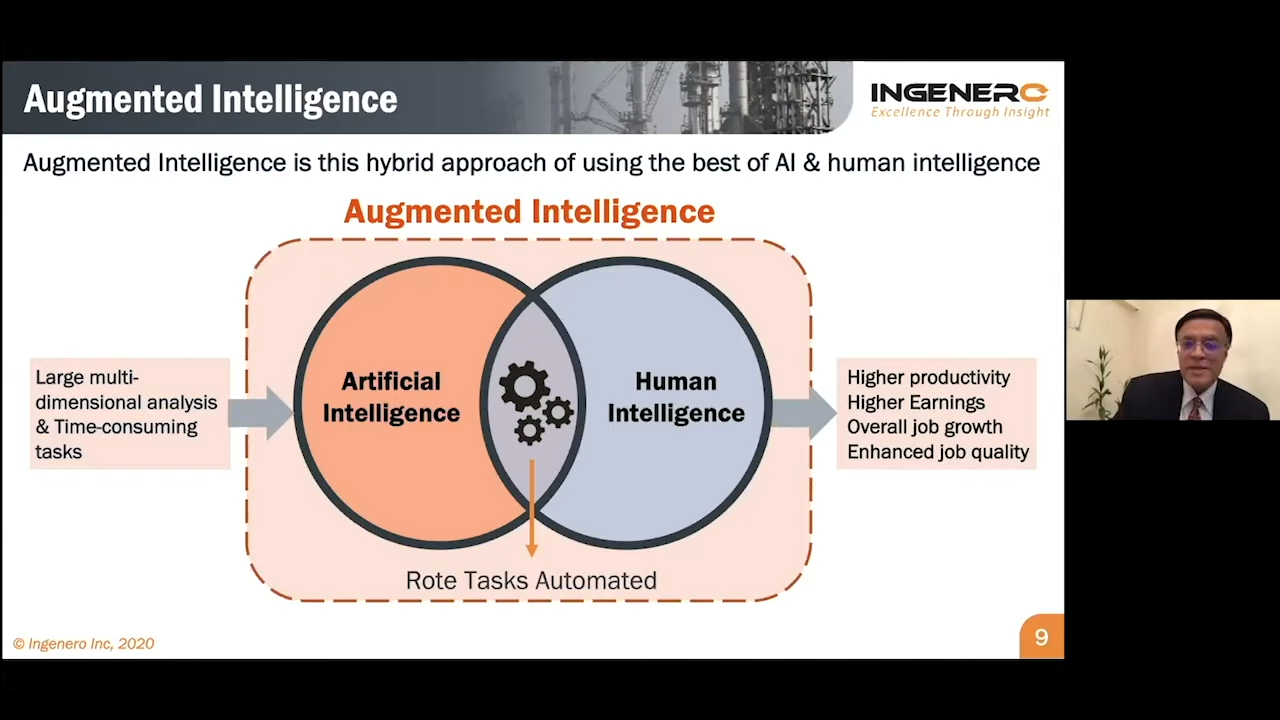 Augmented Intelligence
INGENERO
Excellence Through Insight
Augmented Intelligence is this hybrid approach of using the best of AI & human intelligence
Augmented Intelligence
Large multi-
dimensional analysis
& Time-consuming
tasks
Artificial
Intelligence
Human
Intelligence
Higher productivity
Higher Earnings
Overall job growth
Enhanced job quality
Rote Tasks Automated
© Ingenero Inc, 2020
9